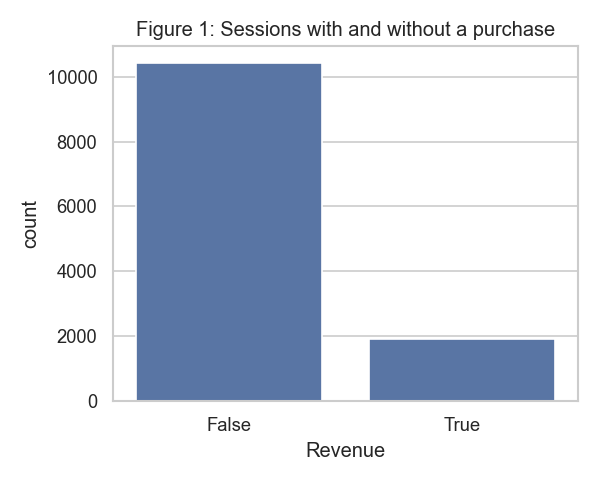 Figure 1: Sessions with and without a purchase
10000
8000
6000
4000
2000
0
count
False
True
Revenue